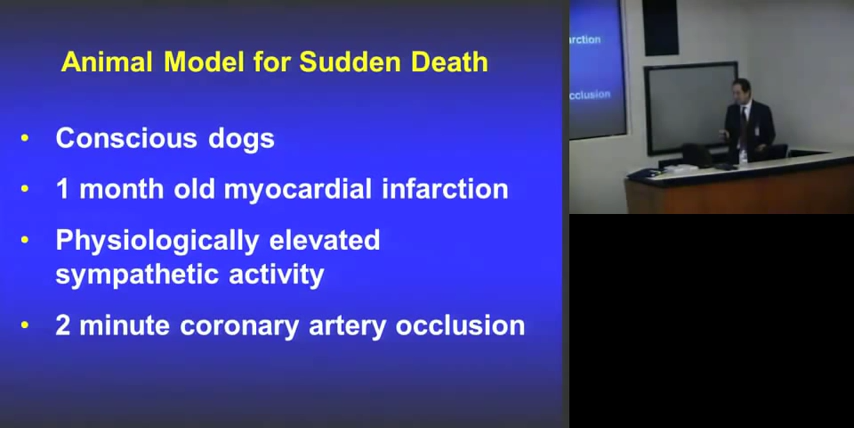 Animal Model for Sudden Death
• Conscious dogs
• 1 month old myocardial infarction
• Physiologically elevated
sympathetic activity
• 2 minute coronary artery occlusion
arction
cclusion